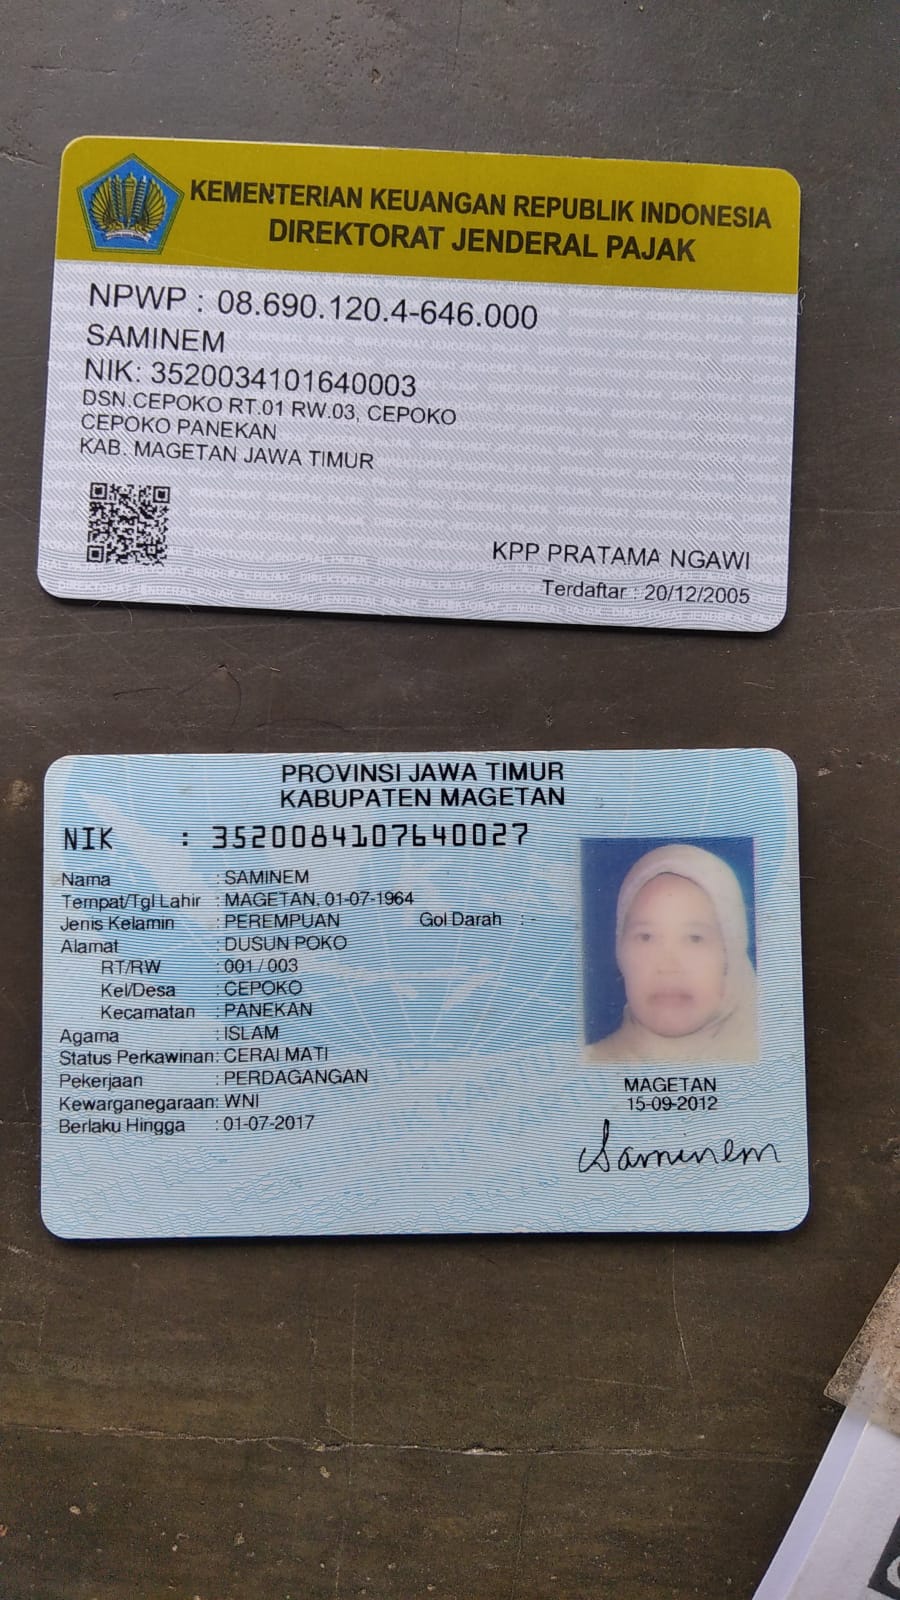 KEMENTERIAN KEUANGAN REPUBLIK INDONESIA
DIREKTORAT JENDERAL PAJAK
NPWP : 08.690.120.4-646.000
SAMINEM
NIK: 3520034101640003
DSN.CEPOKO RT.01 RW.03, CEPOKO
CEPOKO PANEKAN
KAB. MAGETAN JAWA TIMUR
KPP PRATAMA NGAWI
Terdaftar : 20/12/2005
PROVINSI JAWA TIMUR
KABUPATEN MAGETAN
NIK : 3520084107640027
Nama : SAMINEM
Tempat/Tgl Lahir : MAGETAN, 01-07-1964
Jenis Kelamin : PEREMPUAN Gol Darah : -
Alamat : DUSUN POKO
RT/RW : 001 / 003
Kel/Desa : CEPOKO
Kecamatan : PANEKAN
Agama : ISLAM
Status Perkawinan: CERAI MATI
Pekerjaan : PERDAGANGAN
Kewarganegaraan: WNI
Berlaku Hingga : 01-07-2017
MAGETAN
15-09-2012
Saminem